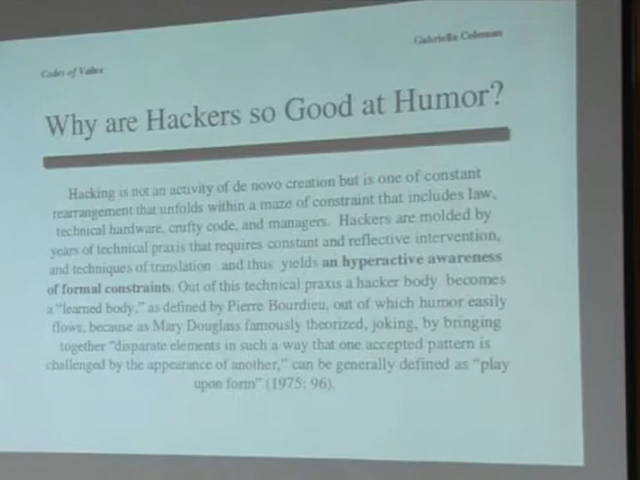 Codes of Value
Gabriella Coleman
Why are Hackers so Good at Humor?
Hacking is not an activity of de novo creation but is one of constant
rearrangement that unfolds within a maze of constraint that includes law,
technical hardware, crufty code, and managers. Hackers are molded by
years of technical praxis that requires constant and reflective intervention,
and techniques of translation and thus yields an hyperactive awareness
of formal constraints. Out of this technical praxis a hacker body becomes
a "learned body," as defined by Pierre Bourdieu, out of which humor easily
flows, because as Mary Douglass famously theorized, joking, by bringing
together "disparate elements in such a way that one accepted pattern is
challenged by the appearance of another," can be generally defined as "play
upon form" (1975: 96).